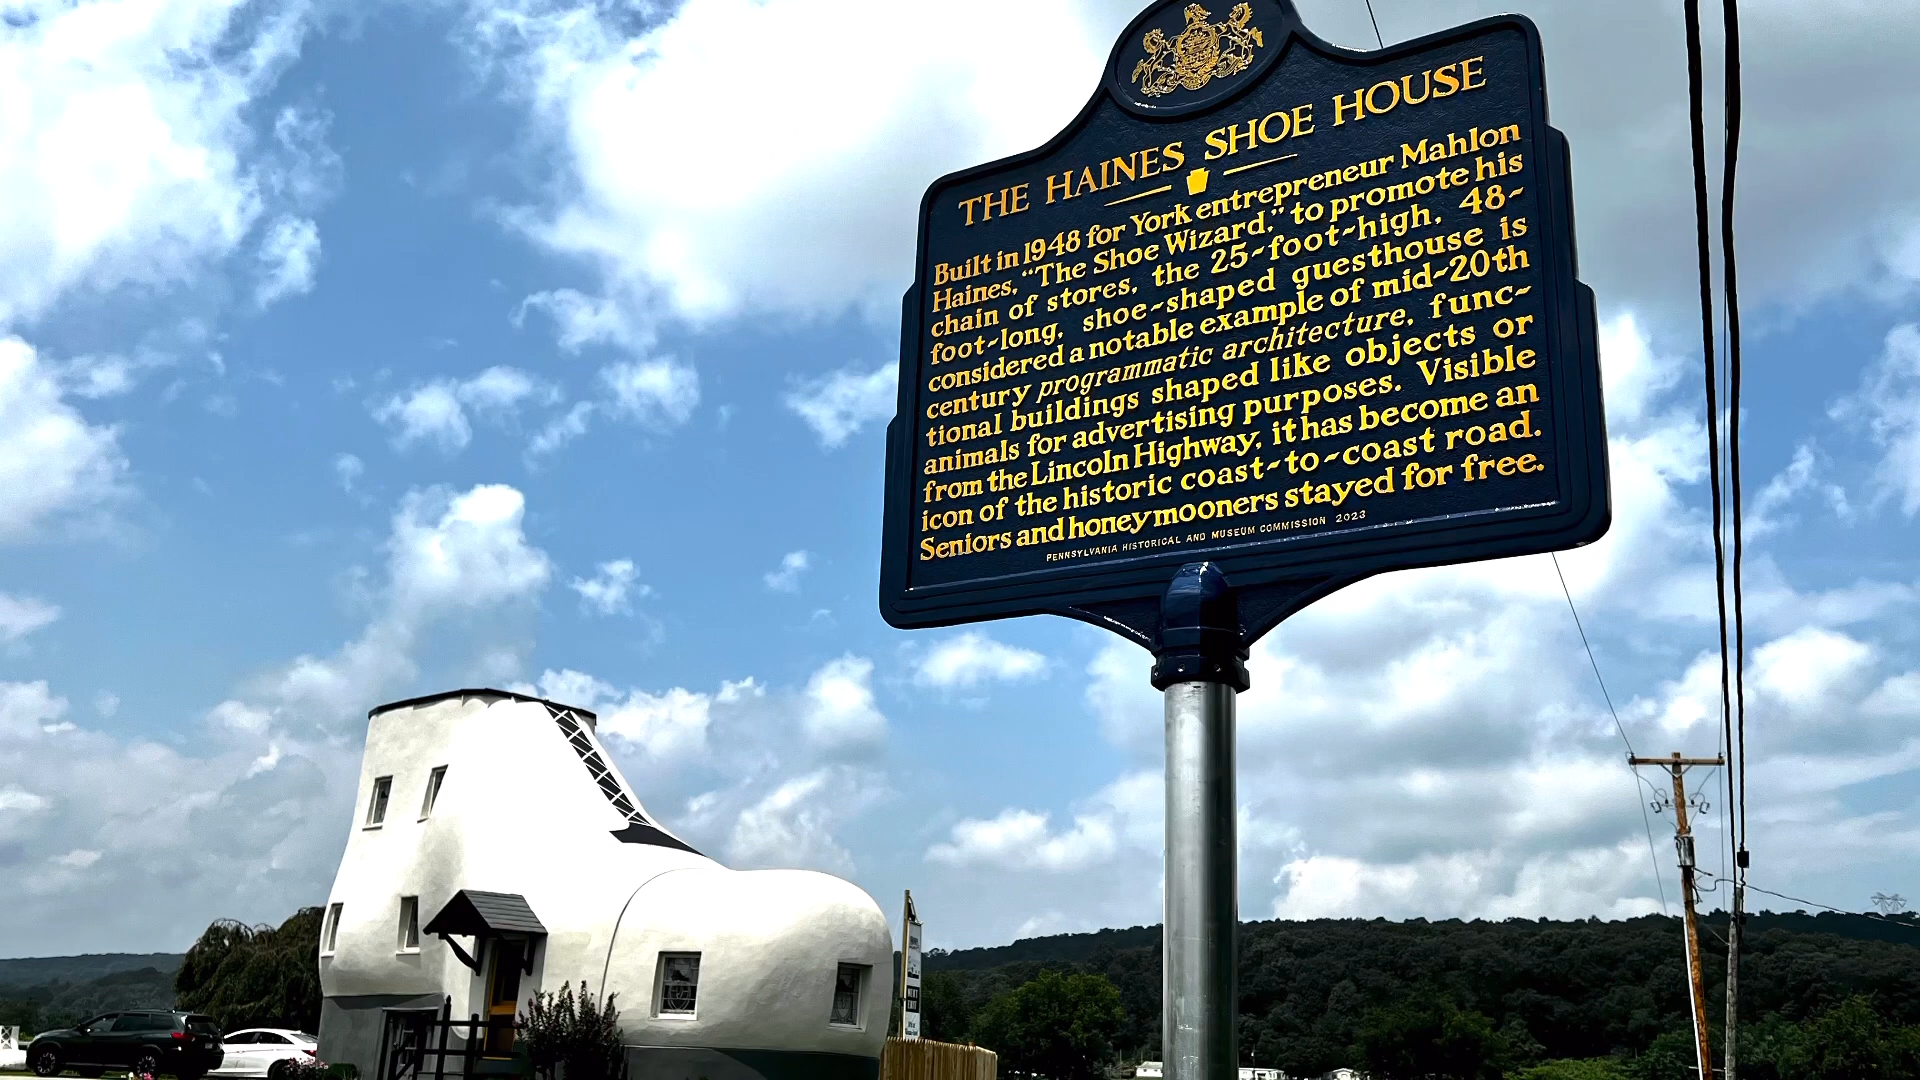 THE HAINES SHOE HOUSE
Built in 1948 for York entrepreneur Mahlon
Haines, "The Shoe Wizard," to promote his
chain of stores, the 25-foot-high, 48-
foot-long, shoe-shaped guesthouse is
considered a notable example of mid-20th
century programmatic architecture, func-
tional buildings shaped like objects or
animals for advertising purposes. Visible
from the Lincoln Highway, it has become an
icon of the historic coast-to-coast road.
Seniors and honeymooners stayed for free.
PENNSYLVANIA HISTORICAL AND MUSEUM COMMISSION 2023
NEXT
EXIT